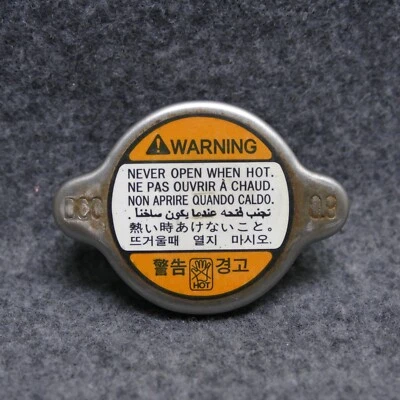 WARNING
NEVER OPEN WHEN HOT.
NE PAS OUVRIR À CHAUD.
NON APRIRE QUANDO CALDO.
تجنب فتحه عندما يكون ساخناً .
熱い時あけないこと。
뜨거울때 열지 마시오.
警告 HOT 경고
0.9